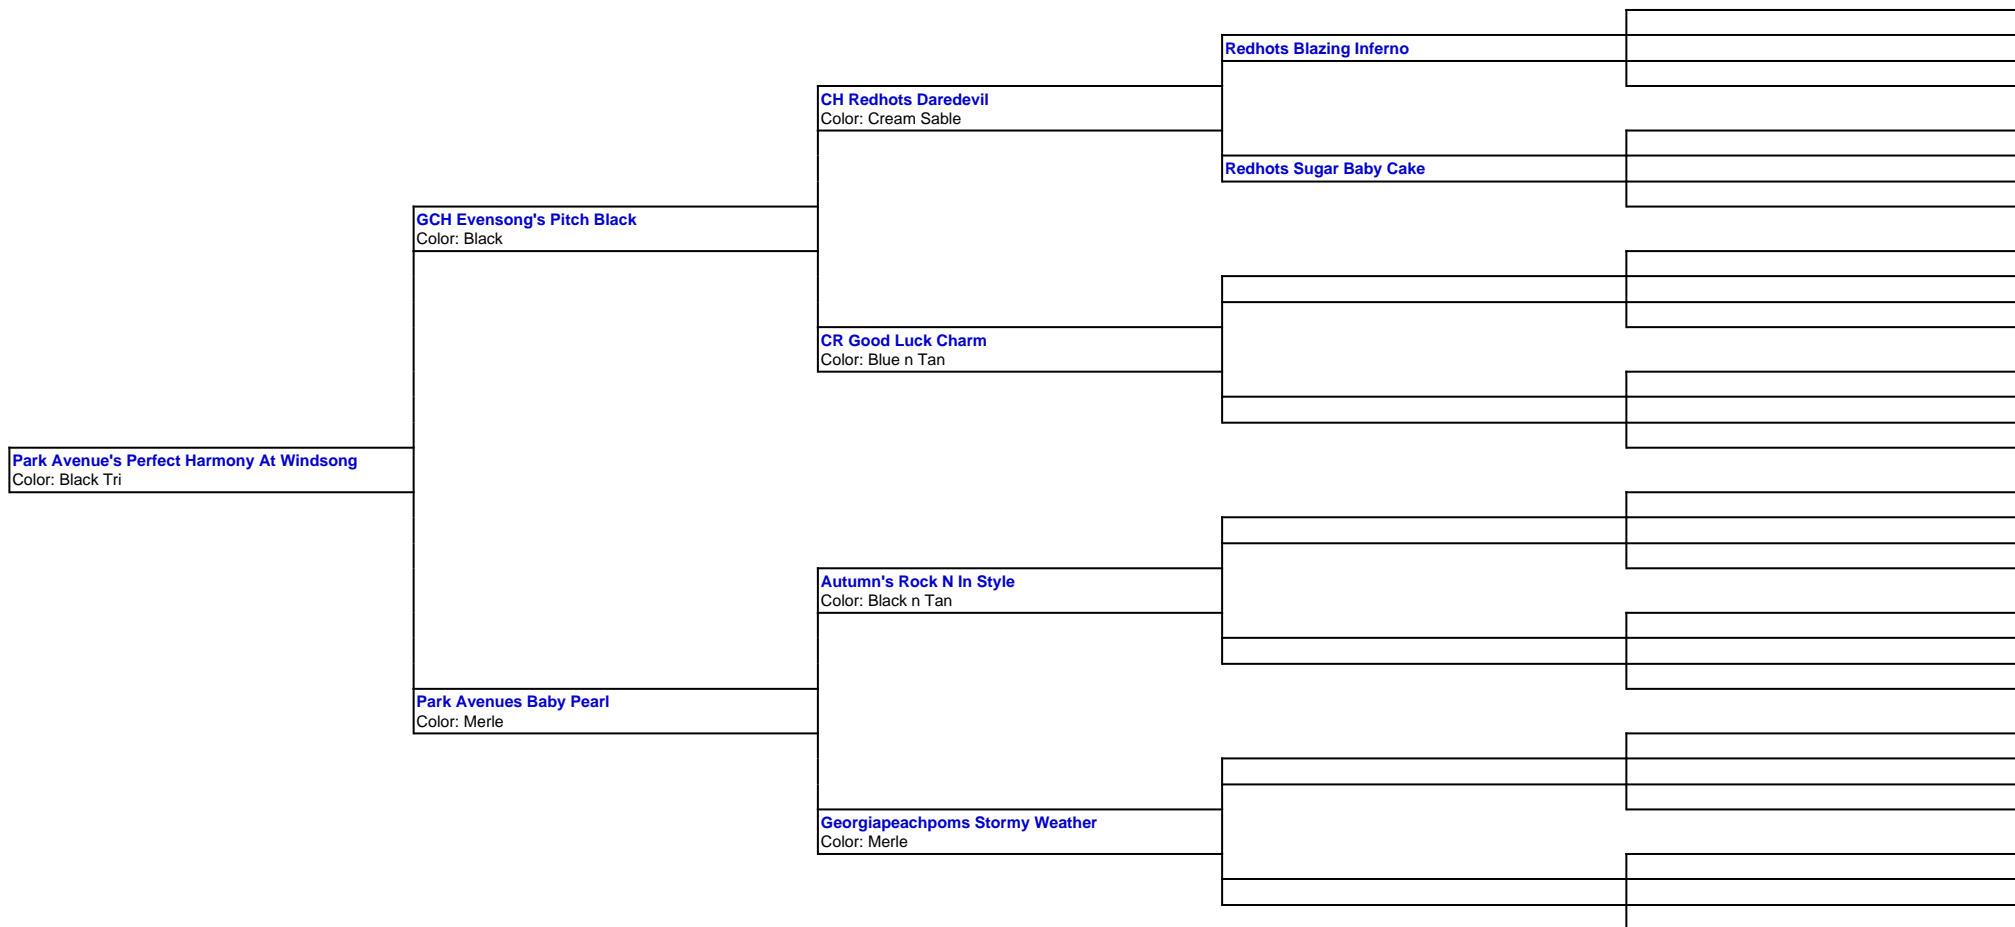 Redhots Blazing Inferno
CH Redhots Daredevil
Color: Cream Sable
Redhots Sugar Baby Cake
GCH Evensong's Pitch Black
Color: Black
CR Good Luck Charm
Color: Blue n Tan
Park Avenue's Perfect Harmony At Windsong
Color: Black Tri
Autumn's Rock N In Style
Color: Black n Tan
Park Avenues Baby Pearl
Color: Merle
Georgiapeachpoms Stormy Weather
Color: Merle